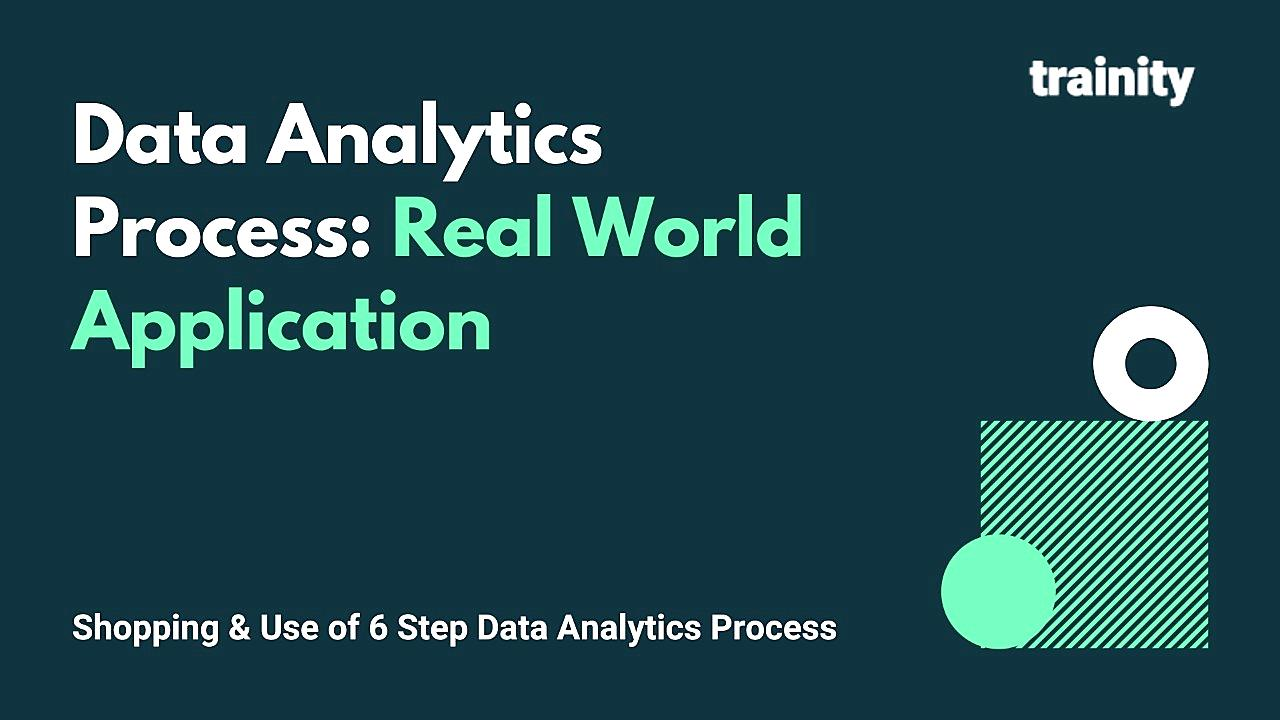 trainity
Data Analytics
Process: Real World
Application
Shopping & Use of 6 Step Data Analytics Process